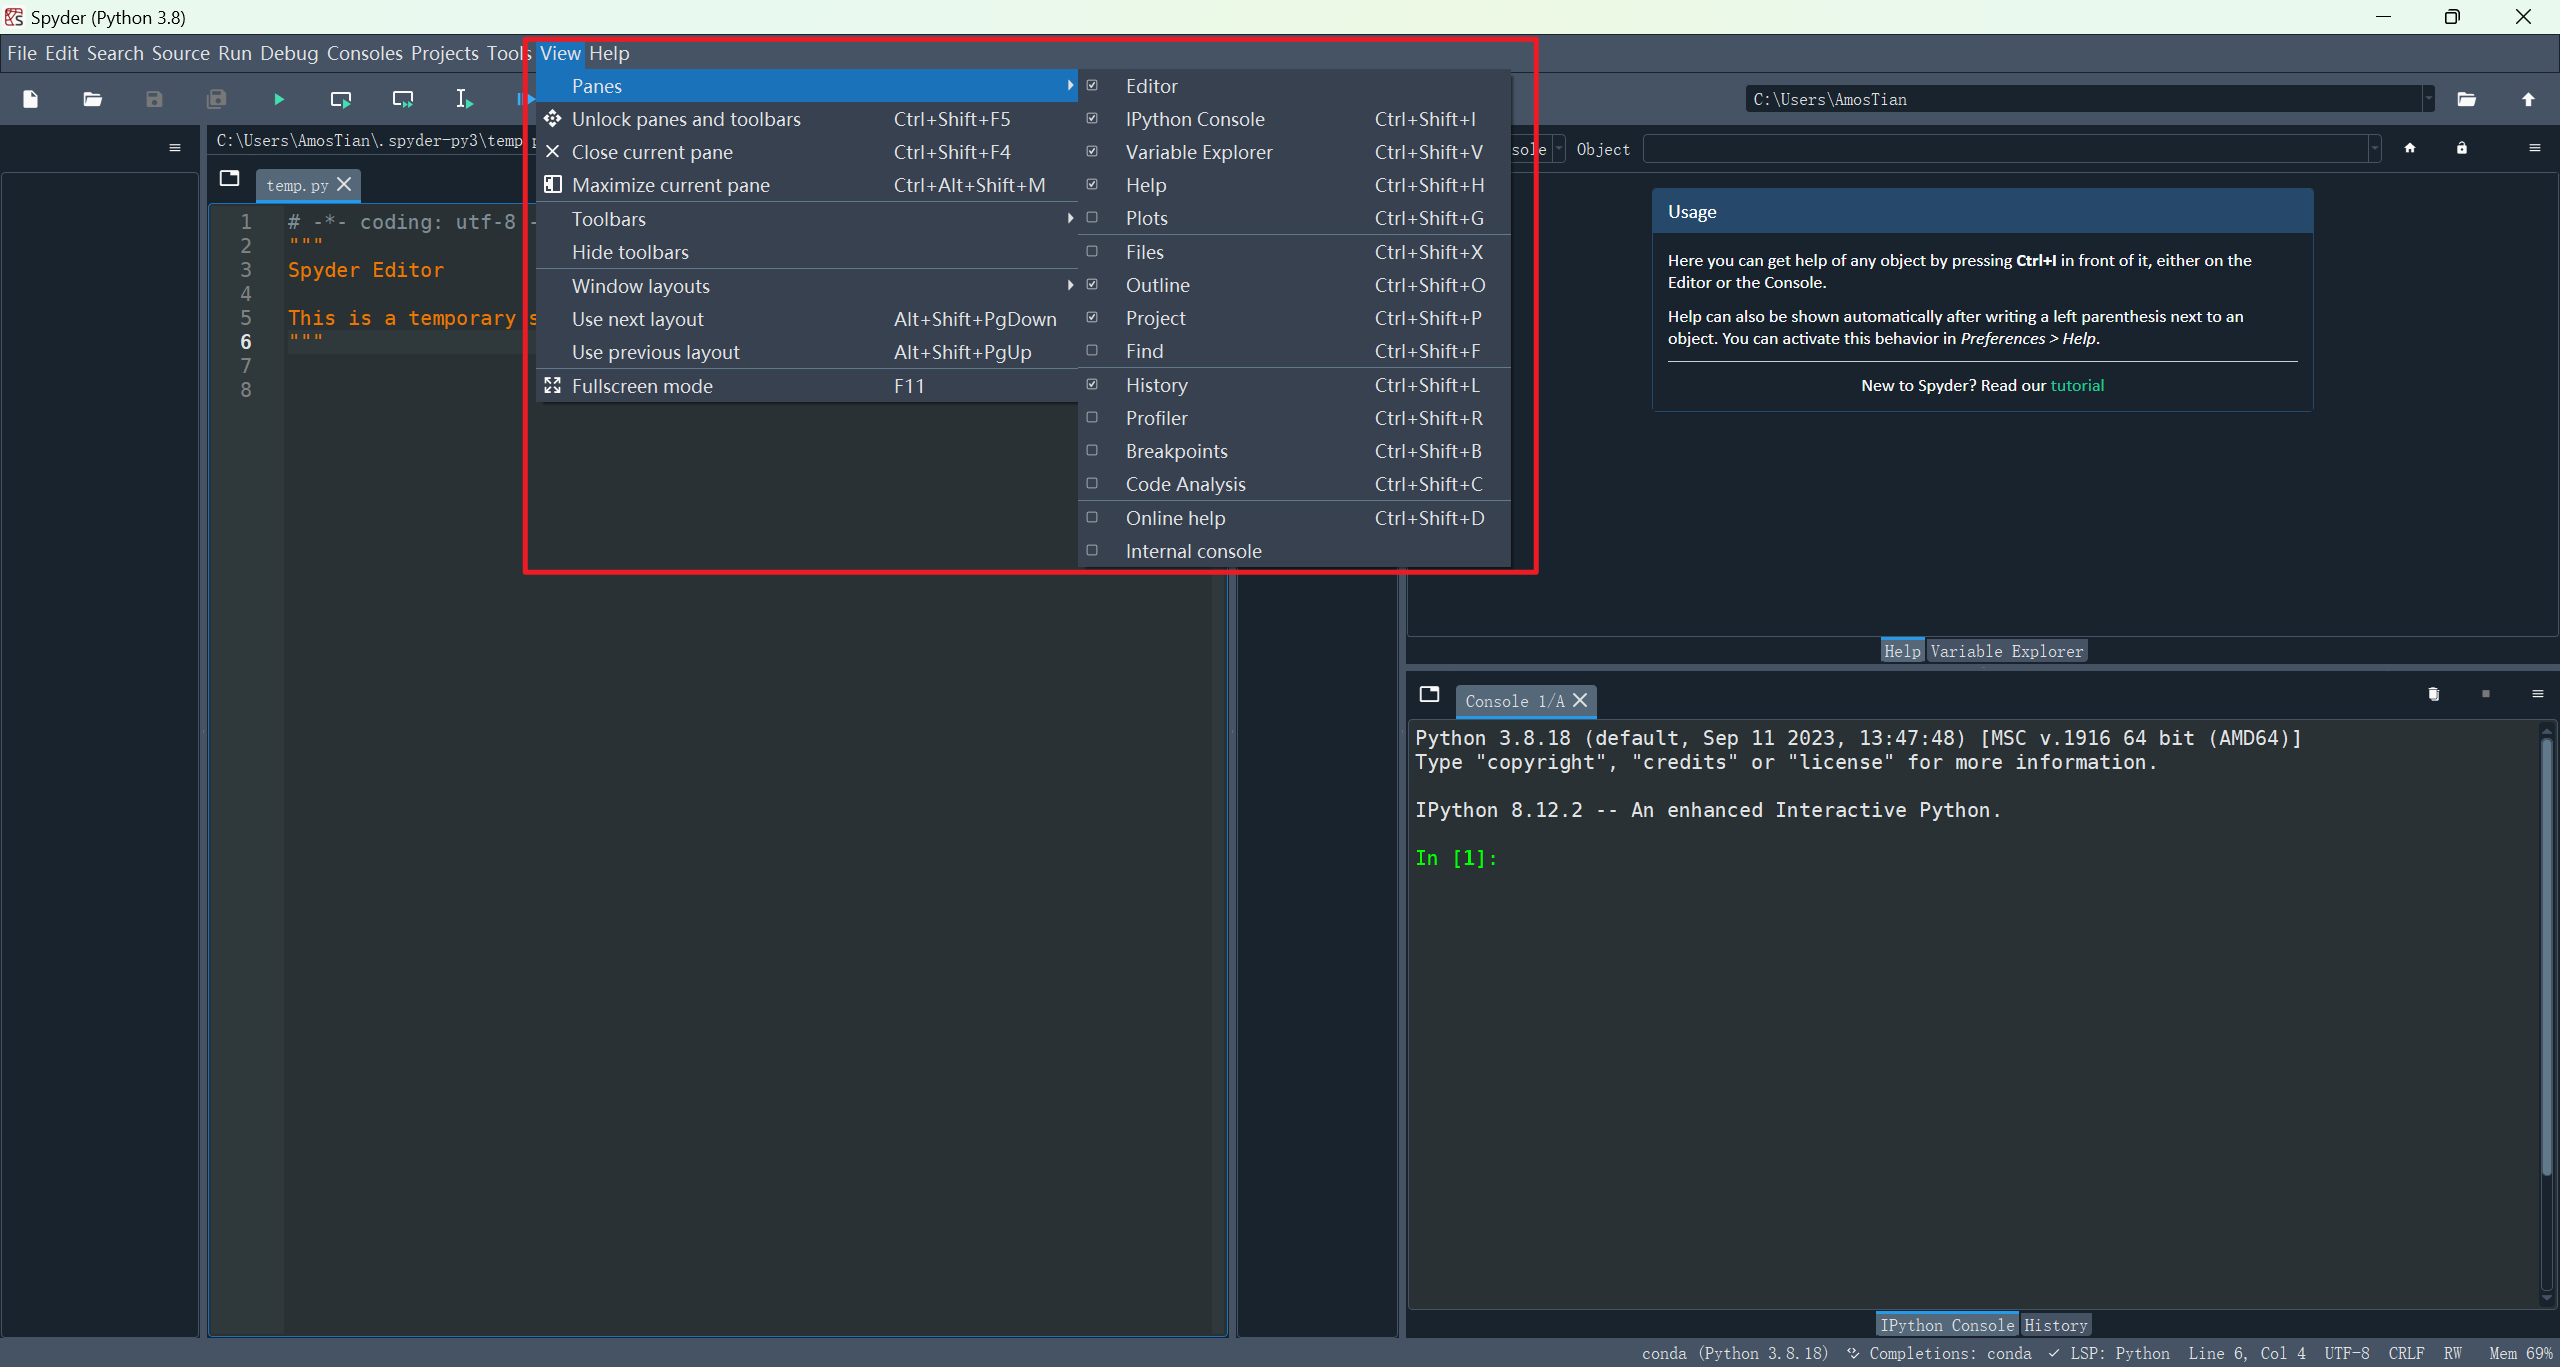 Spyder (Python 3.8)
File Edit Search Source Run Debug Consoles Projects Tools View Help
C:\Users\AmosTian
C:\Users\AmosTian\.spyder-py3\temp
temp.py
1 # -*- coding: utf-8 -
2 """
3 Spyder Editor
4
5 This is a temporary s
6 """
7
8
Panes
Unlock panes and toolbars Ctrl+Shift+F5
Close current pane Ctrl+Shift+F4
Maximize current pane Ctrl+Alt+Shift+M
Toolbars
Hide toolbars
Window layouts
Use next layout Alt+Shift+PgDown
Use previous layout Alt+Shift+PgUp
Fullscreen mode F11
Editor
IPython Console Ctrl+Shift+I
Variable Explorer Ctrl+Shift+V
Help Ctrl+Shift+H
Plots Ctrl+Shift+G
Files Ctrl+Shift+X
Outline Ctrl+Shift+O
Project Ctrl+Shift+P
Find Ctrl+Shift+F
History Ctrl+Shift+L
Profiler Ctrl+Shift+R
Breakpoints Ctrl+Shift+B
Code Analysis Ctrl+Shift+C
Online help Ctrl+Shift+D
Internal console
sole Object
Usage
Here you can get help of any object by pressing Ctrl+I in front of it, either on the
Editor or the Console.
Help can also be shown automatically after writing a left parenthesis next to an
object. You can activate this behavior in Preferences > Help.
New to Spyder? Read our tutorial
Help Variable Explorer
Console 1/A
Python 3.8.18 (default, Sep 11 2023, 13:47:48) [MSC v.1916 64 bit (AMD64)]
Type "copyright", "credits" or "license" for more information.
IPython 8.12.2 -- An enhanced Interactive Python.
In [1]:
IPython Console History
conda (Python 3.8.18) Completions: conda LSP: Python Line 6, Col 4 UTF-8 CRLF RW Mem 69%